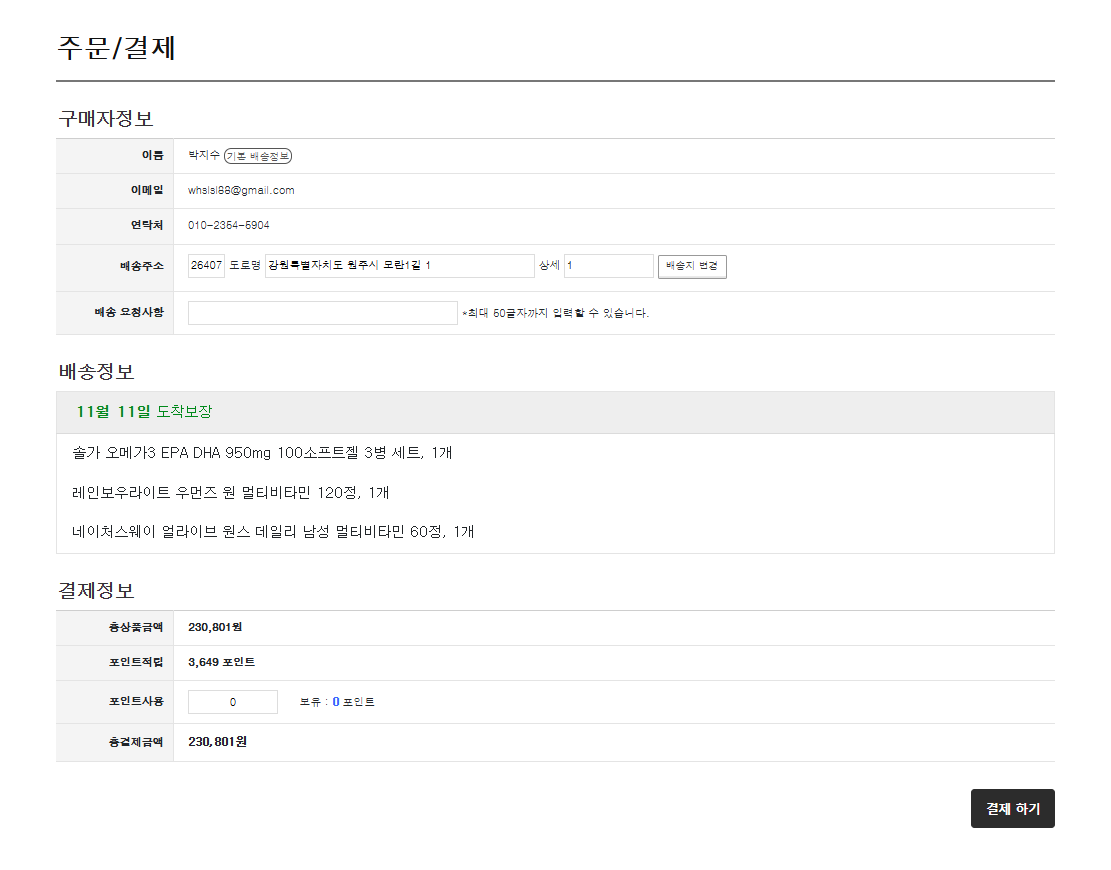 주문/결제
구매자정보
이름 박지수 기본 배송정보
이메일 whslsl88@gmail.com
연락처 010-2354-5904
배송주소 26407 도로명 강원특별자치도 원주시 모란1길 1 상세 1 배송지 변경
배송 요청사항 *최대 50글자까지 입력할 수 있습니다.
배송정보
11월 11일 도착보장
솔가 오메가3 EPA DHA 950mg 100소프트젤 3병 세트, 1개
레인보우라이트 우먼즈 원 멀티비타민 120정, 1개
네이처스웨이 얼라이브 원스 데일리 남성 멀티비타민 60정, 1개
결제정보
총상품금액 230,801원
포인트적립 3,649 포인트
포인트사용 0 보유 : 0 포인트
총결제금액 230,801원
결제 하기